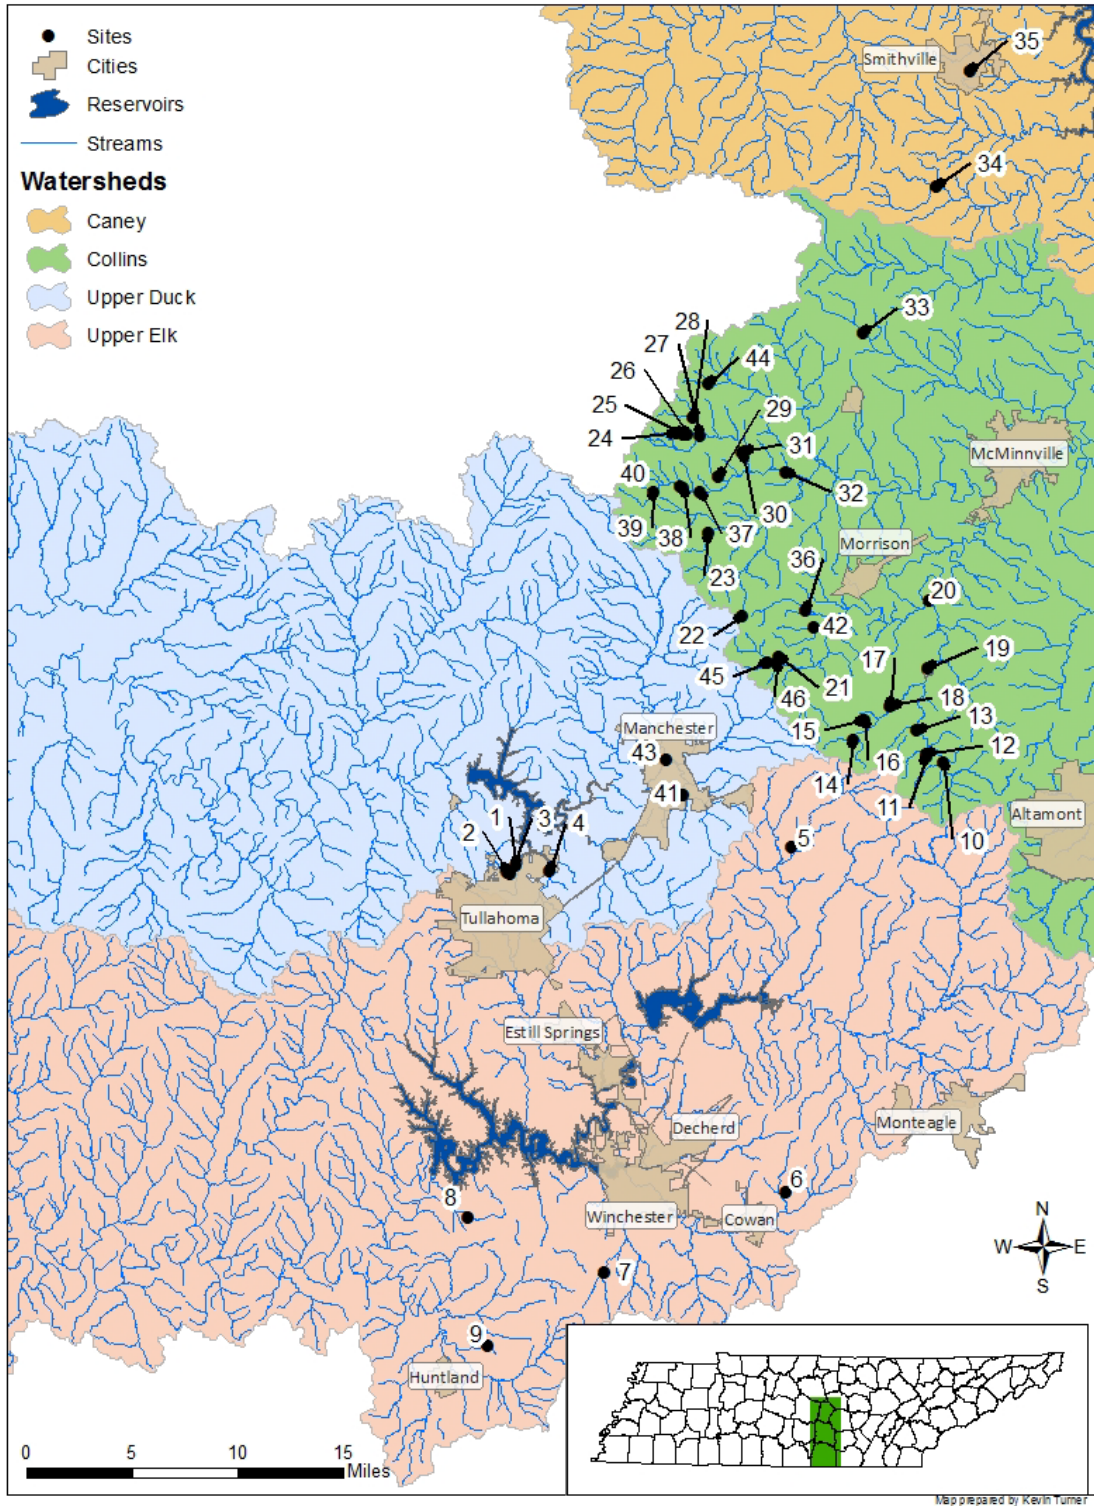 Sites
Cities
Reservoirs
Streams
Watersheds
Caney
Collins
Upper Duck
Upper Elk
Smithville
35
34
33
28
27
44
26
29
25
31
24
McMinnville
40
32
39
38
37
30
23
Morrison
36
20
22
42
19
17
45
21
46
18
15
13
Manchester
12
43
16
14
41
11
10
Altamont
1
3
4
2
5
Tullahoma
Estill Springs
Decherd
Monteagle
6
8
Winchester
Cowan
N
W
E
S
7
9
Huntland
0
5
10
15
Miles
Map prepared by Kevin Turner